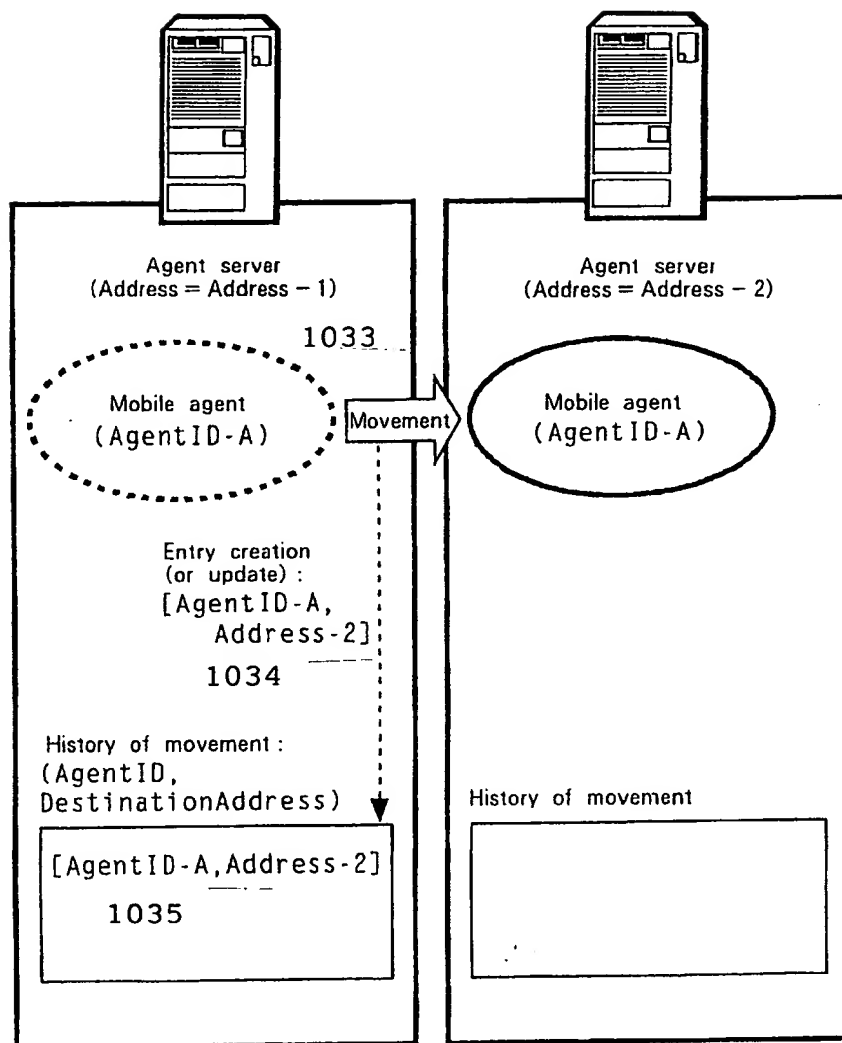 Agent server
(Address = Address - 1)
1033
Mobile agent
(AgentID-A)
Movement
Entry creation
(or update) :
[AgentID-A,
Address-2]
1034
History of movement :
(AgentID,
DestinationAddress)
[AgentID-A,Address-2]
1035
Agent server
(Address = Address - 2)
Mobile agent
(AgentID-A)
History of movement